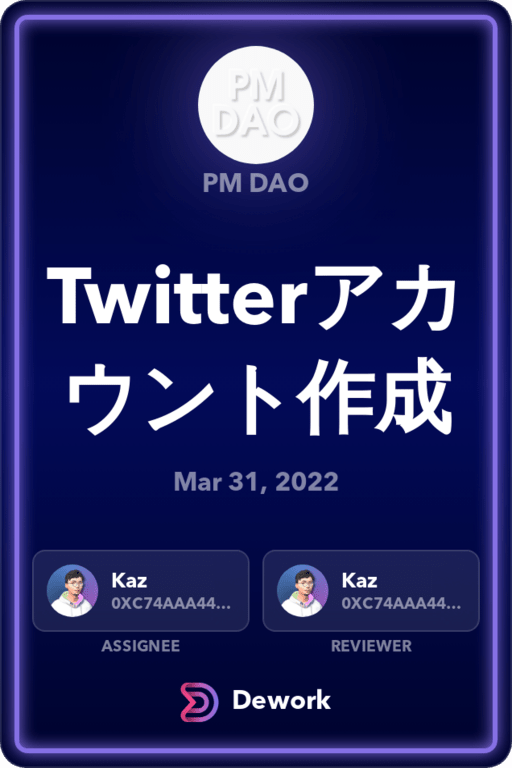 PM
DAO
PM DAO
Twitterアカ
ウント作成
Mar 31, 2022
Kaz
0XC74AAA44...
Kaz
0XC74AAA44...
ASSIGNEE
REVIEWER
Dework